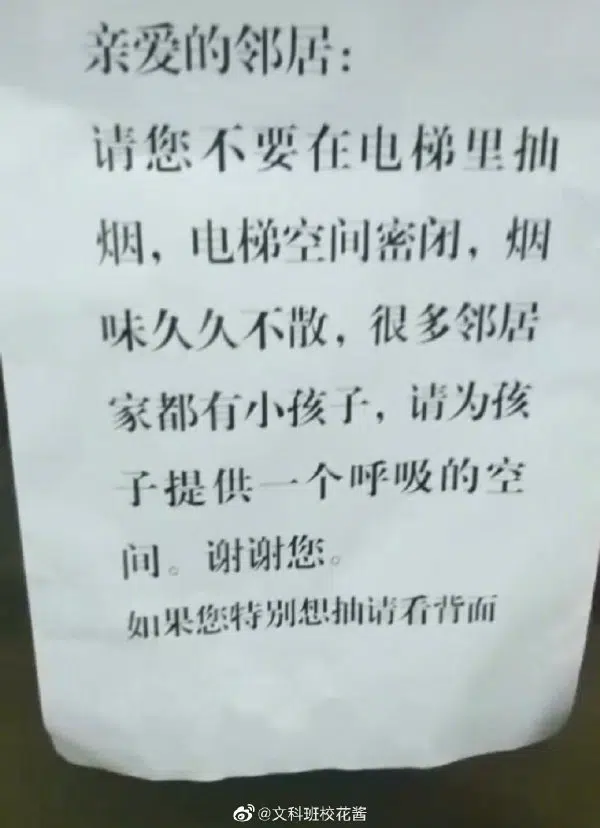 亲爱的邻居：
请您不要在电梯里抽
烟，电梯空间密闭，烟
味久久不散，很多邻居
家都有小孩子，请为孩
子提供一个呼吸的空
间。谢谢您。
如果您特别想抽请看背面
@文科班校花酱